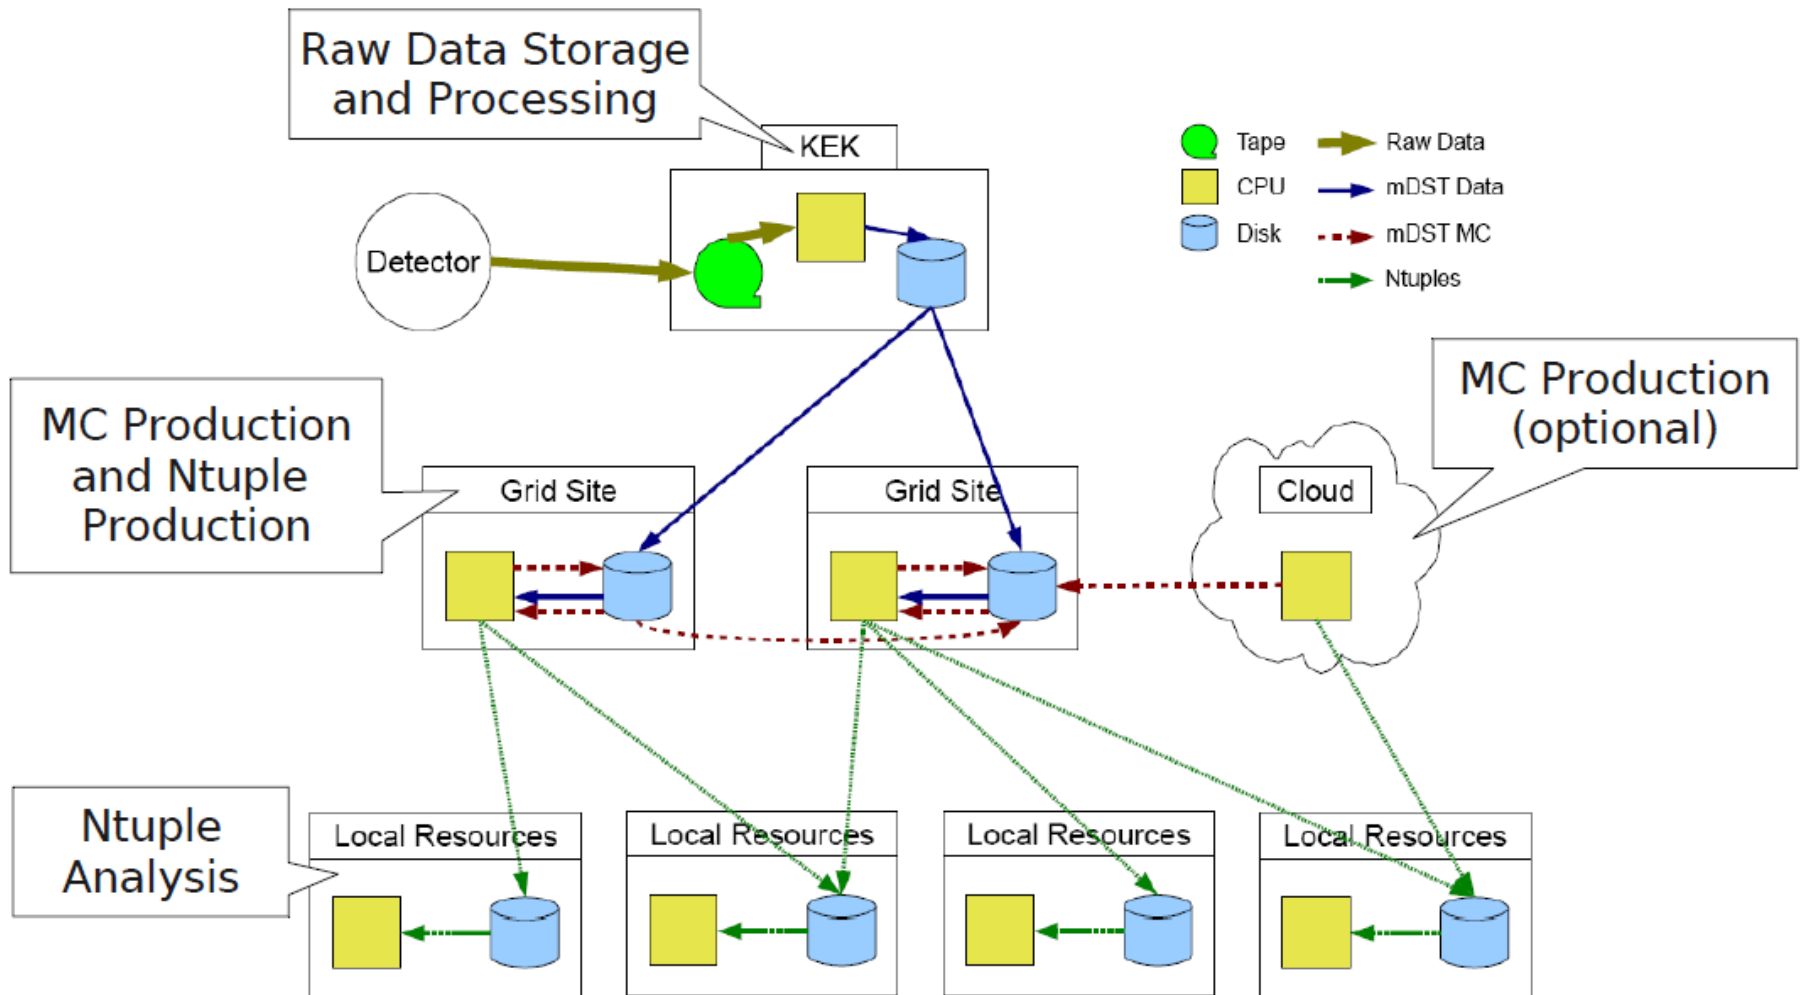 Raw Data Storage
and Processing
KEK
Tape
Raw Data
CPU
mDST Data
Disk
mDST MC
Ntuples
Detector
MC Production
(optional)
MC Production
and Ntuple
Production
Grid Site
Grid Site
Cloud
Ntuple
Analysis
Local Resources
Local Resources
Local Resources
Local Resources